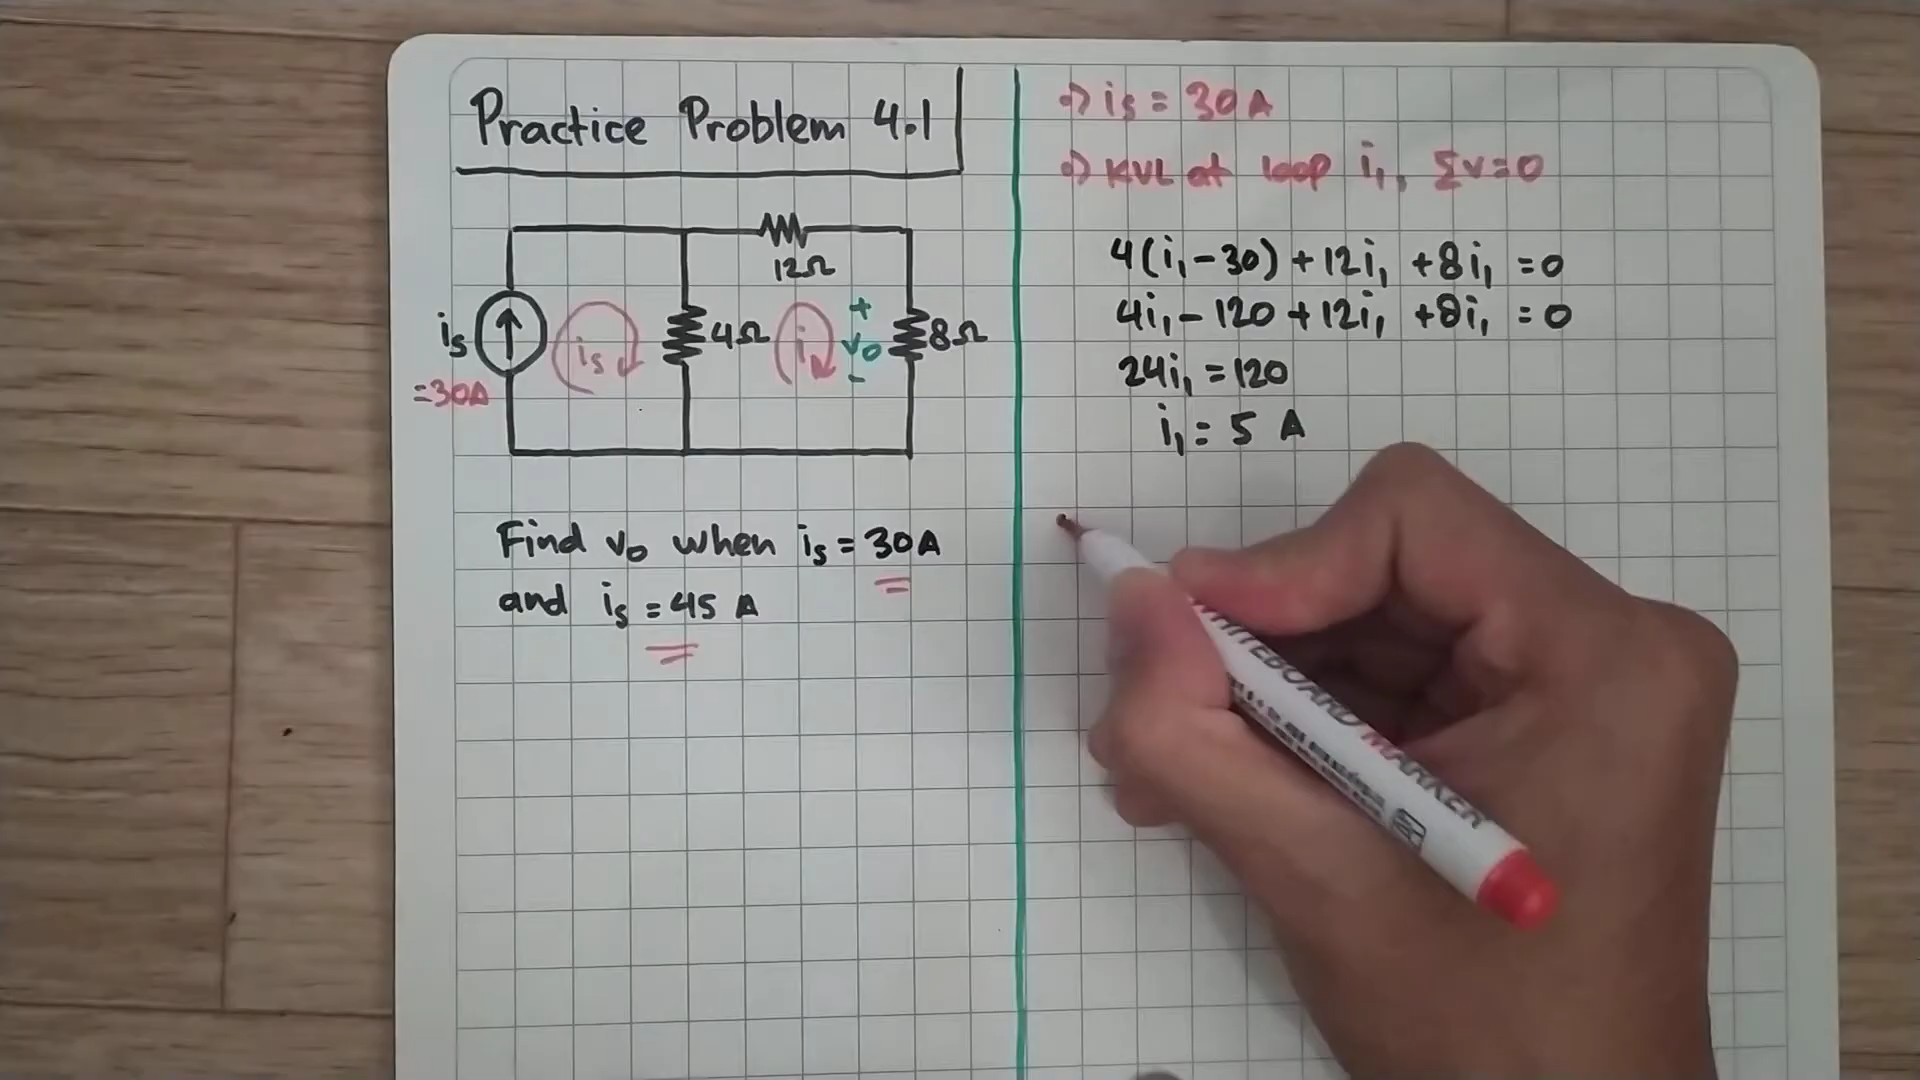 Practice Problem 4.1
12Ω
is
=30A
is
4Ω
i
+
vo
-
8Ω
Find vo when is = 30A
and is = 45 A
is = 30A
KVL at loop i1, Σv=0
4(i1-30)+12i1 +8i1 =0
4i1-120+12i1 +8i1 =0
24i1 =120
i1 = 5 A
WHITEBOARD MARKER